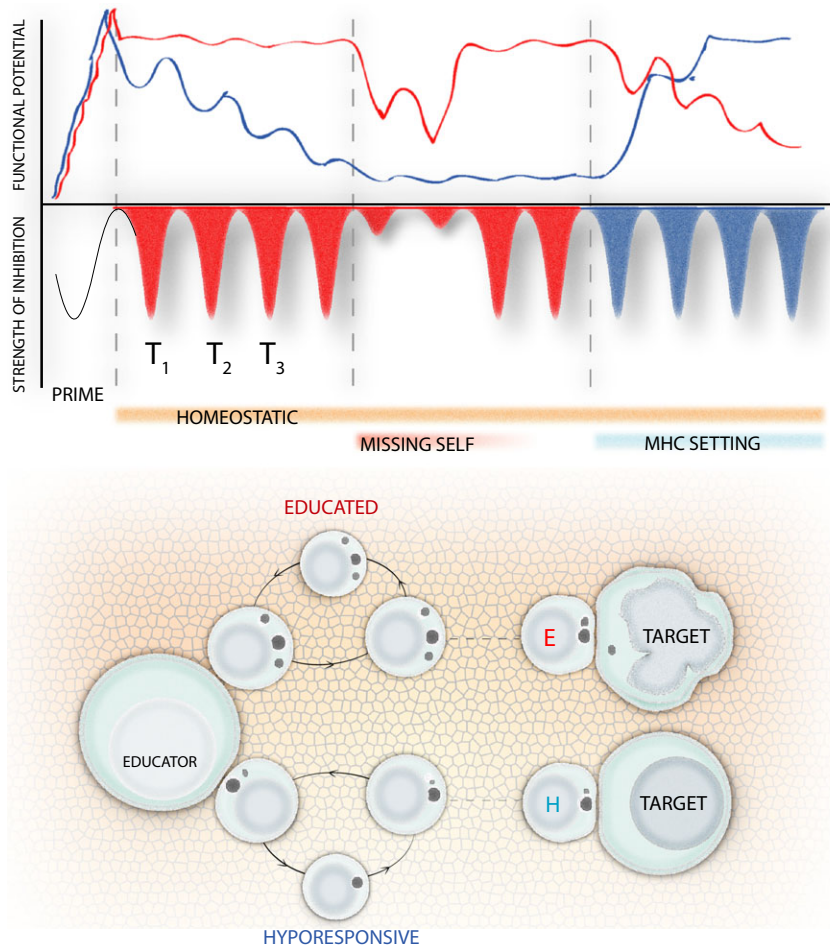 FUNCTIONAL POTENTIAL
STRENGTH OF INHIBITION
T1 T2 T3
PRIME
HOMEOSTATIC
MISSING SELF
MHC SETTING
EDUCATED
E
TARGET
EDUCATOR
H
TARGET
HYPORESPONSIVE